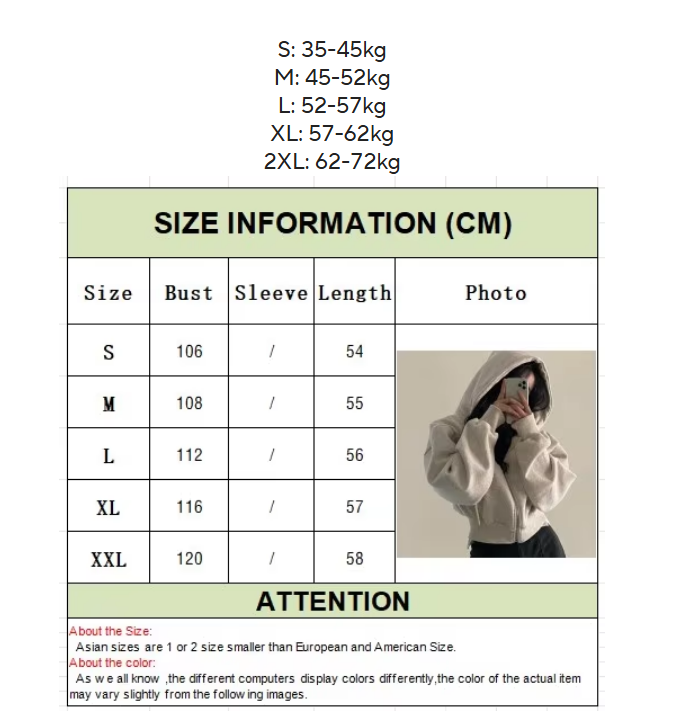 S: 35-45kg
M: 45-52kg
L: 52-57kg
XL: 57-62kg
2XL: 62-72kg
SIZE INFORMATION (CM)
Size Bust Sleeve Length Photo
S 106 / 54
M 108 / 55
L 112 / 56
XL 116 / 57
XXL 120 / 58
ATTENTION
About the Size:
Asian sizes are 1 or 2 size smaller than European and American Size.
About the color:
As we all know ,the different computers display colors differently,the color of the actual item
may vary slightly from the following images.